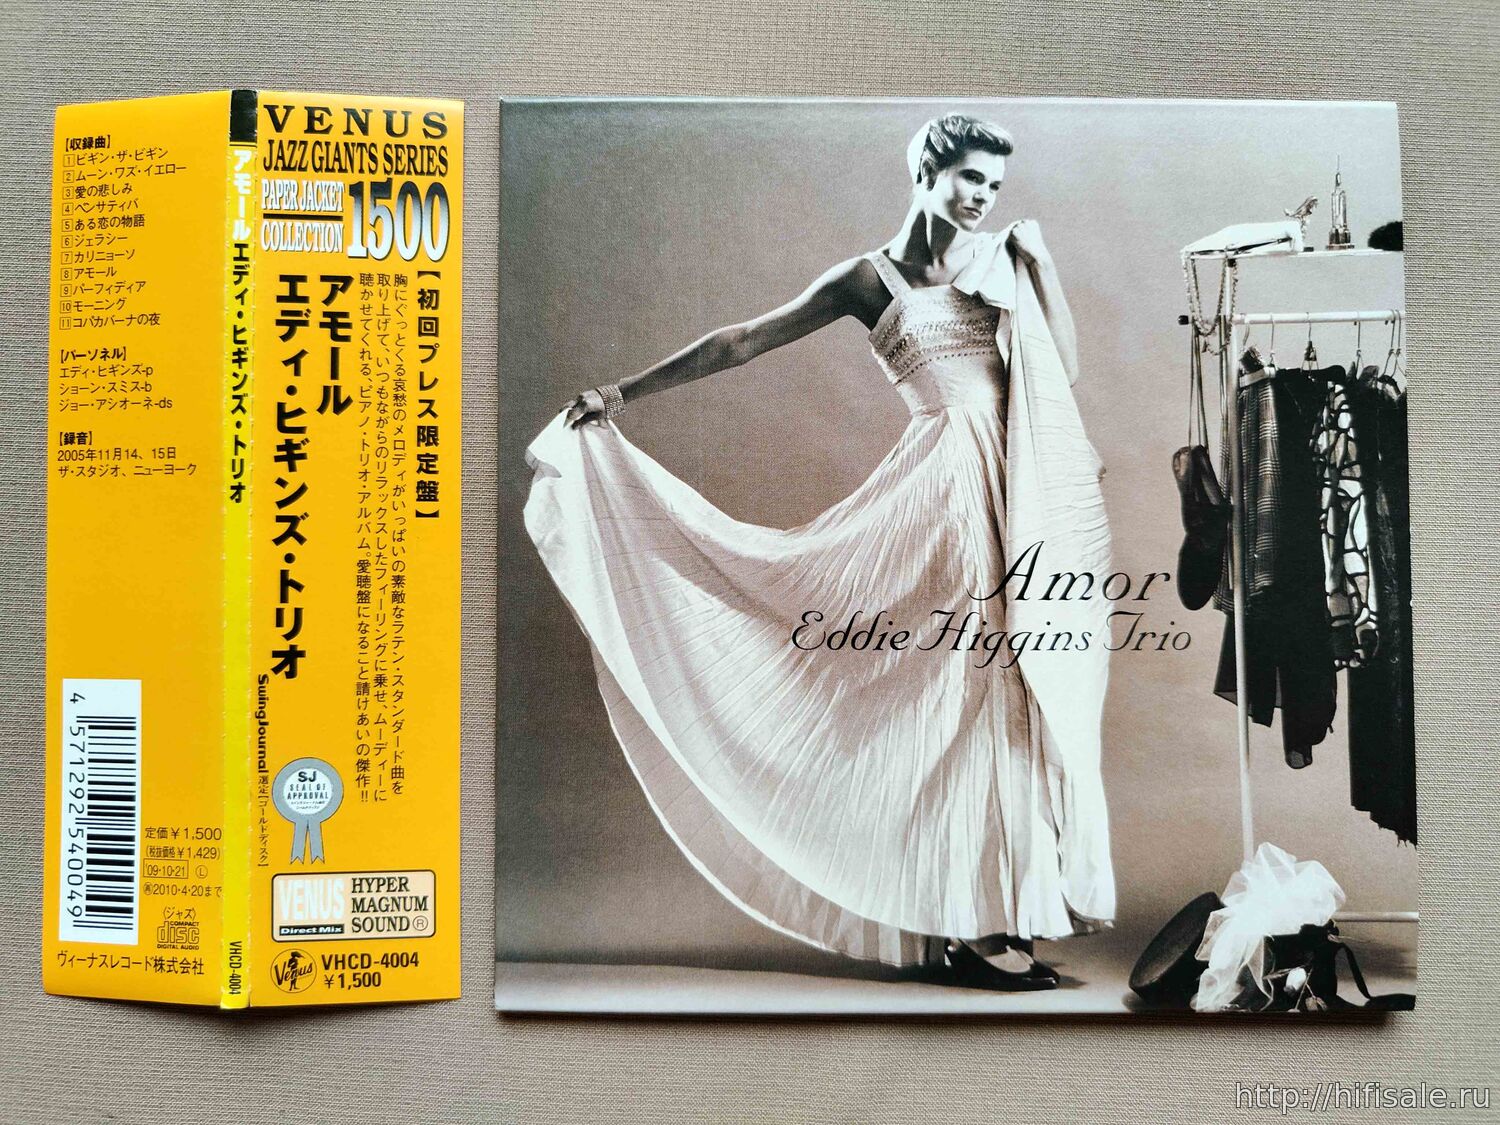 【収録曲】
1 ビギン・ザ・ビギン
2 ムーン・ワズ・イエロー
3 愛の悲しみ
4 ペンサティバ
5 ある恋の物語
6 ジェラシー
7 カリニョーソ
8 アモール
9 パーフィディア
10 モーニング
11 コパカバーナの夜
【パーソネル】
エディ・ヒギンズ-p
ショーン・スミス-b
ジョー・アシオーネ-ds
【録音】
2005年11月14、15日
ザ・スタジオ、ニューヨーク
4 571292 540049
定価￥1,500
(税抜価格￥1,429)
'09・10・21 Ⓛ
2010・4・20まで
〈ジャズ〉
COMPACT
disc
DIGITAL AUDIO
ヴィーナスレコード株式会社
アモール エディ・ヒギンズ・トリオ
VHCD-4004
VENUS
JAZZ GIANTS SERIES
PAPER JACKET
COLLECTION
1500
【初回プレス限定盤】
胸にぐっとくる哀愁のメロディがいっぱいの素敵なラテン・スタンダード曲を
取り上げて、いつもながらのリラックスしたフィーリングに乗せ、ムーディーに
聴かせてくれる、ピアノ・トリオ・アルバム。愛聴盤になること請けあいの傑作!!
アモール
エディ・ヒギンズ・トリオ
Swing Journal 選定【ゴールドディスク】
SJ
SEAL OF
APPROVAL
VENUS
Direct Mix
HYPER
MAGNUM
SOUND®
Venus
VHCD-4004
￥1,500
Amor
Eddie Higgins Trio
http://hifisale.ru